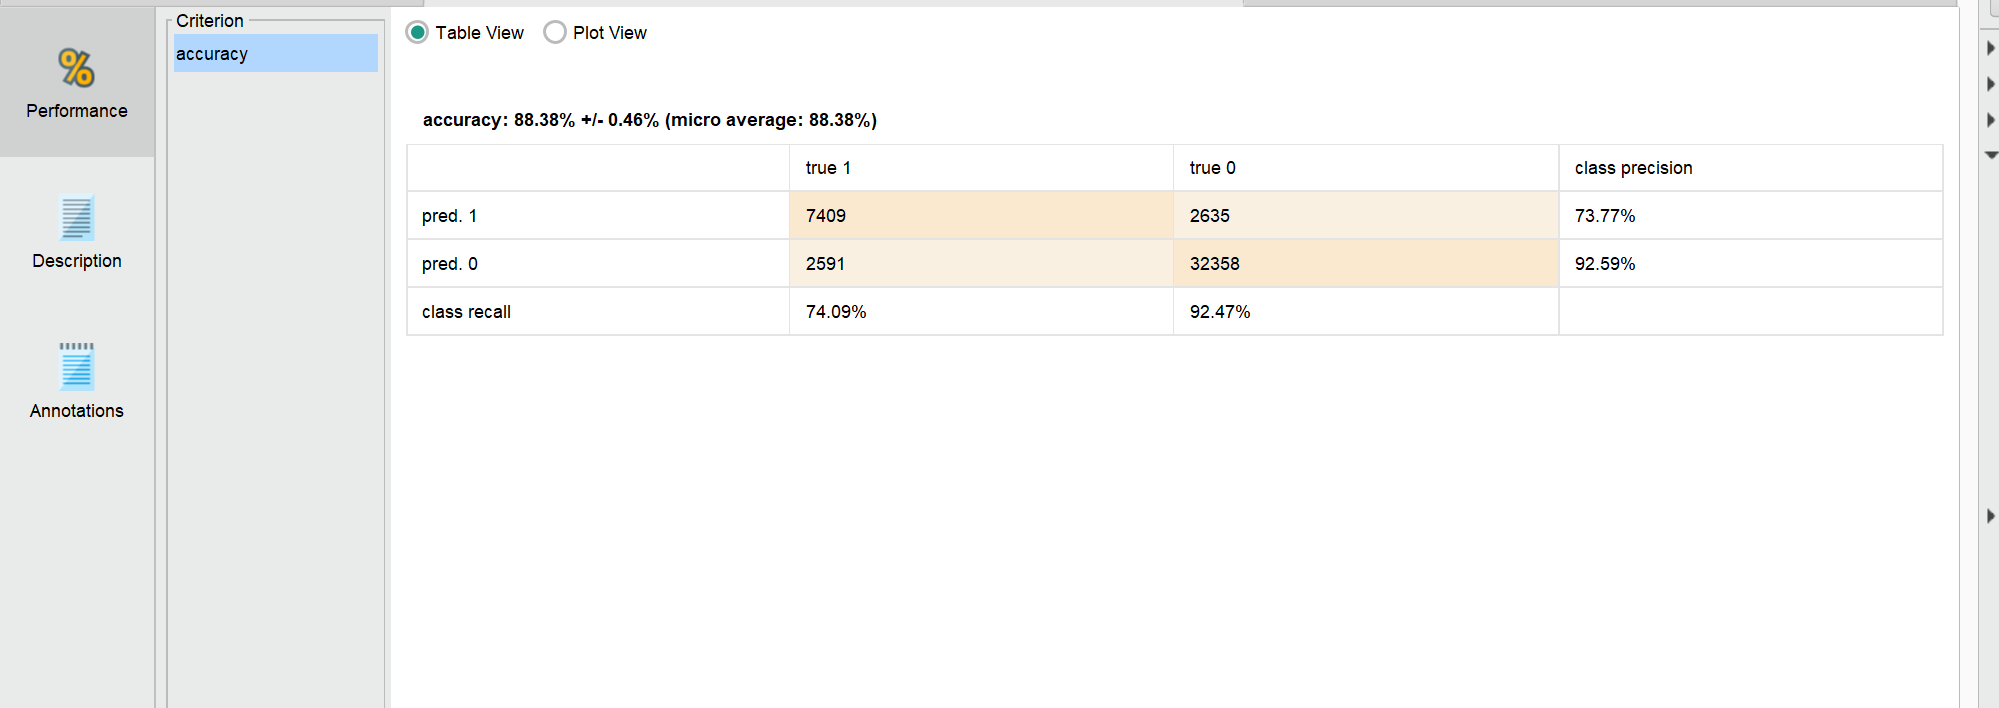 Performance
Description
Annotations
Criterion
accuracy
Table View Plot View
accuracy: 88.38% +/- 0.46% (micro average: 88.38%)
true 1 true 0 class precision
pred. 1 7409 2635 73.77%
pred. 0 2591 32358 92.59%
class recall 74.09% 92.47%